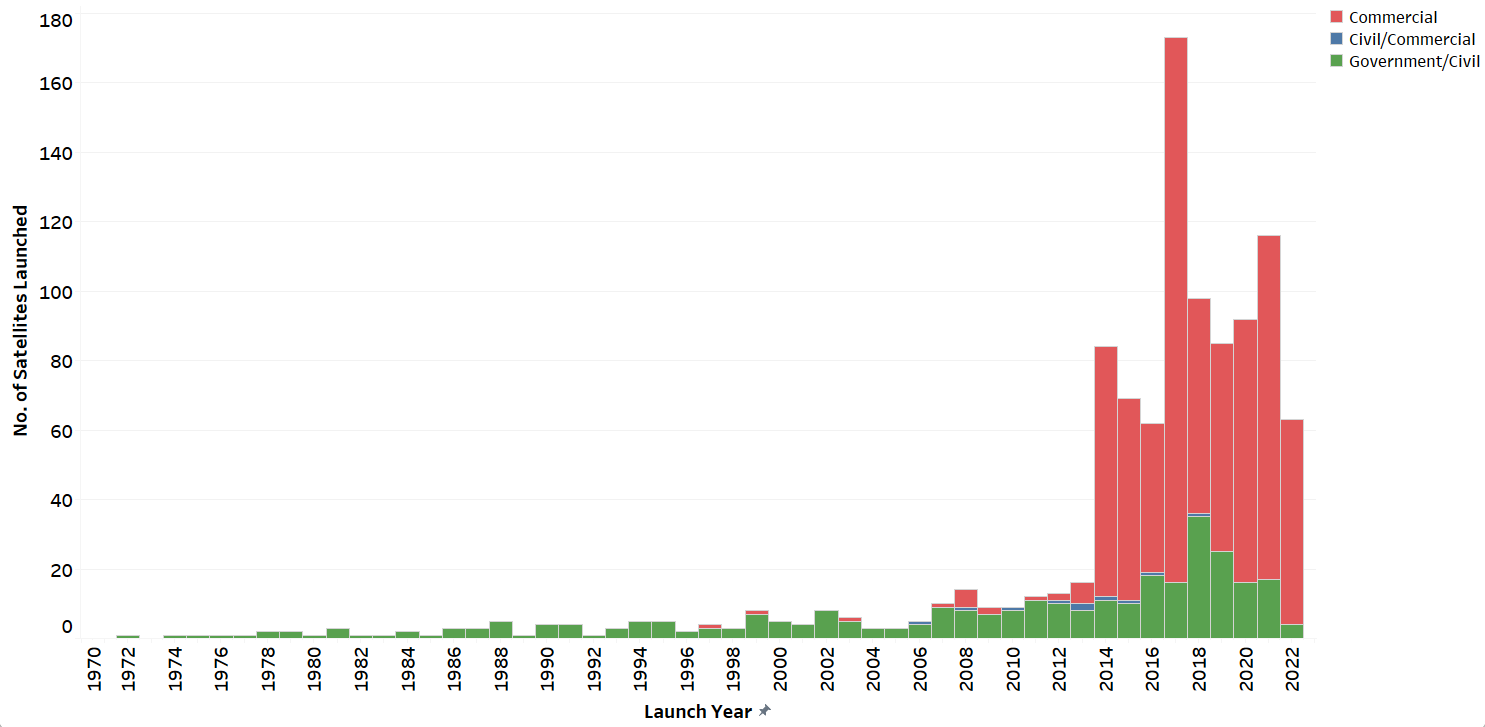 180
160
140
120
100
80
60
40
20
0
No. of Satellites Launched
1970 1972 1974 1976 1978 1980 1982 1984 1986 1988 1990 1992 1994 1996 1998 2000 2002 2004 2006 2008 2010 2012 2014 2016 2018 2020 2022
Launch Year
Commercial
Civil/Commercial
Government/Civil